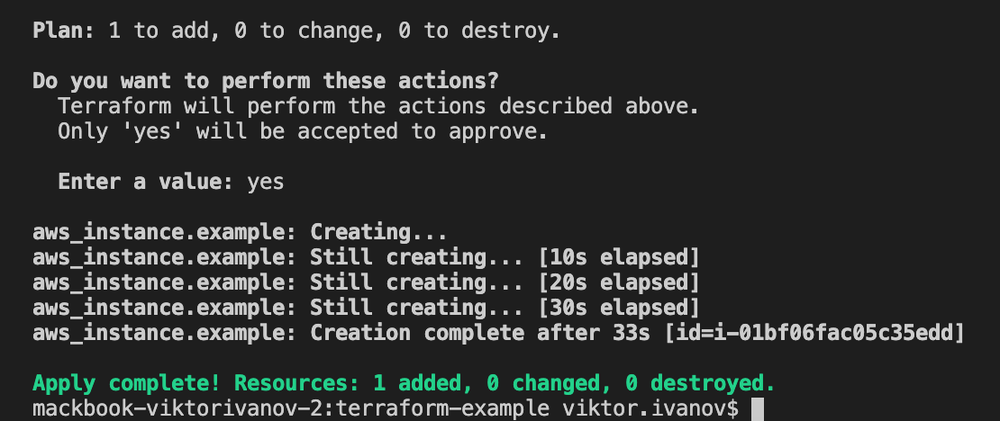 Plan: 1 to add, 0 to change, 0 to destroy.
Do you want to perform these actions?
Terraform will perform the actions described above.
Only 'yes' will be accepted to approve.
Enter a value: yes
aws_instance.example: Creating...
aws_instance.example: Still creating... [10s elapsed]
aws_instance.example: Still creating... [20s elapsed]
aws_instance.example: Still creating... [30s elapsed]
aws_instance.example: Creation complete after 33s [id=i-01bf06fac05c35edd]
Apply complete! Resources: 1 added, 0 changed, 0 destroyed.
mackbook-viktorivanov-2:terraform-example viktor.ivanov$